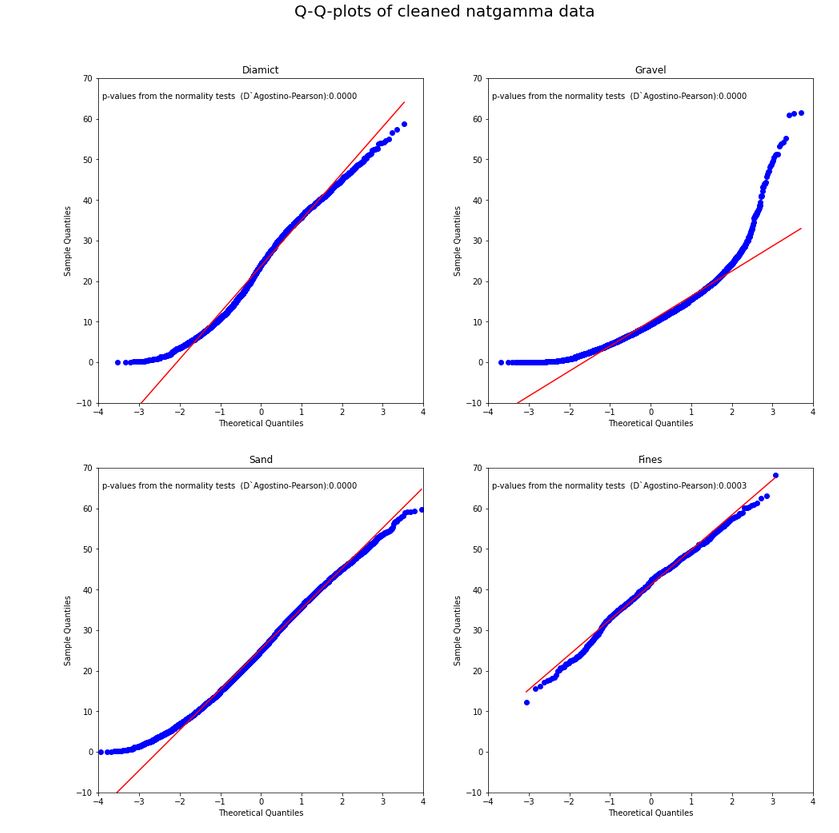 Q-Q-plots of cleaned natgamma data
Diamict
p-values from the normality tests (D`Agostino-Pearson):0.0000
70
60
50
40
30
20
10
0
−10
Sample Quantiles
−4 −3 −2 −1 0 1 2 3 4
Theoretical Quantiles
Gravel
p-values from the normality tests (D`Agostino-Pearson):0.0000
70
60
50
40
30
20
10
0
−10
Sample Quantiles
−4 −3 −2 −1 0 1 2 3 4
Theoretical Quantiles
Sand
p-values from the normality tests (D`Agostino-Pearson):0.0000
70
60
50
40
30
20
10
0
−10
Sample Quantiles
−4 −3 −2 −1 0 1 2 3 4
Theoretical Quantiles
Fines
p-values from the normality tests (D`Agostino-Pearson):0.0003
70
60
50
40
30
20
10
0
−10
Sample Quantiles
−4 −3 −2 −1 0 1 2 3 4
Theoretical Quantiles